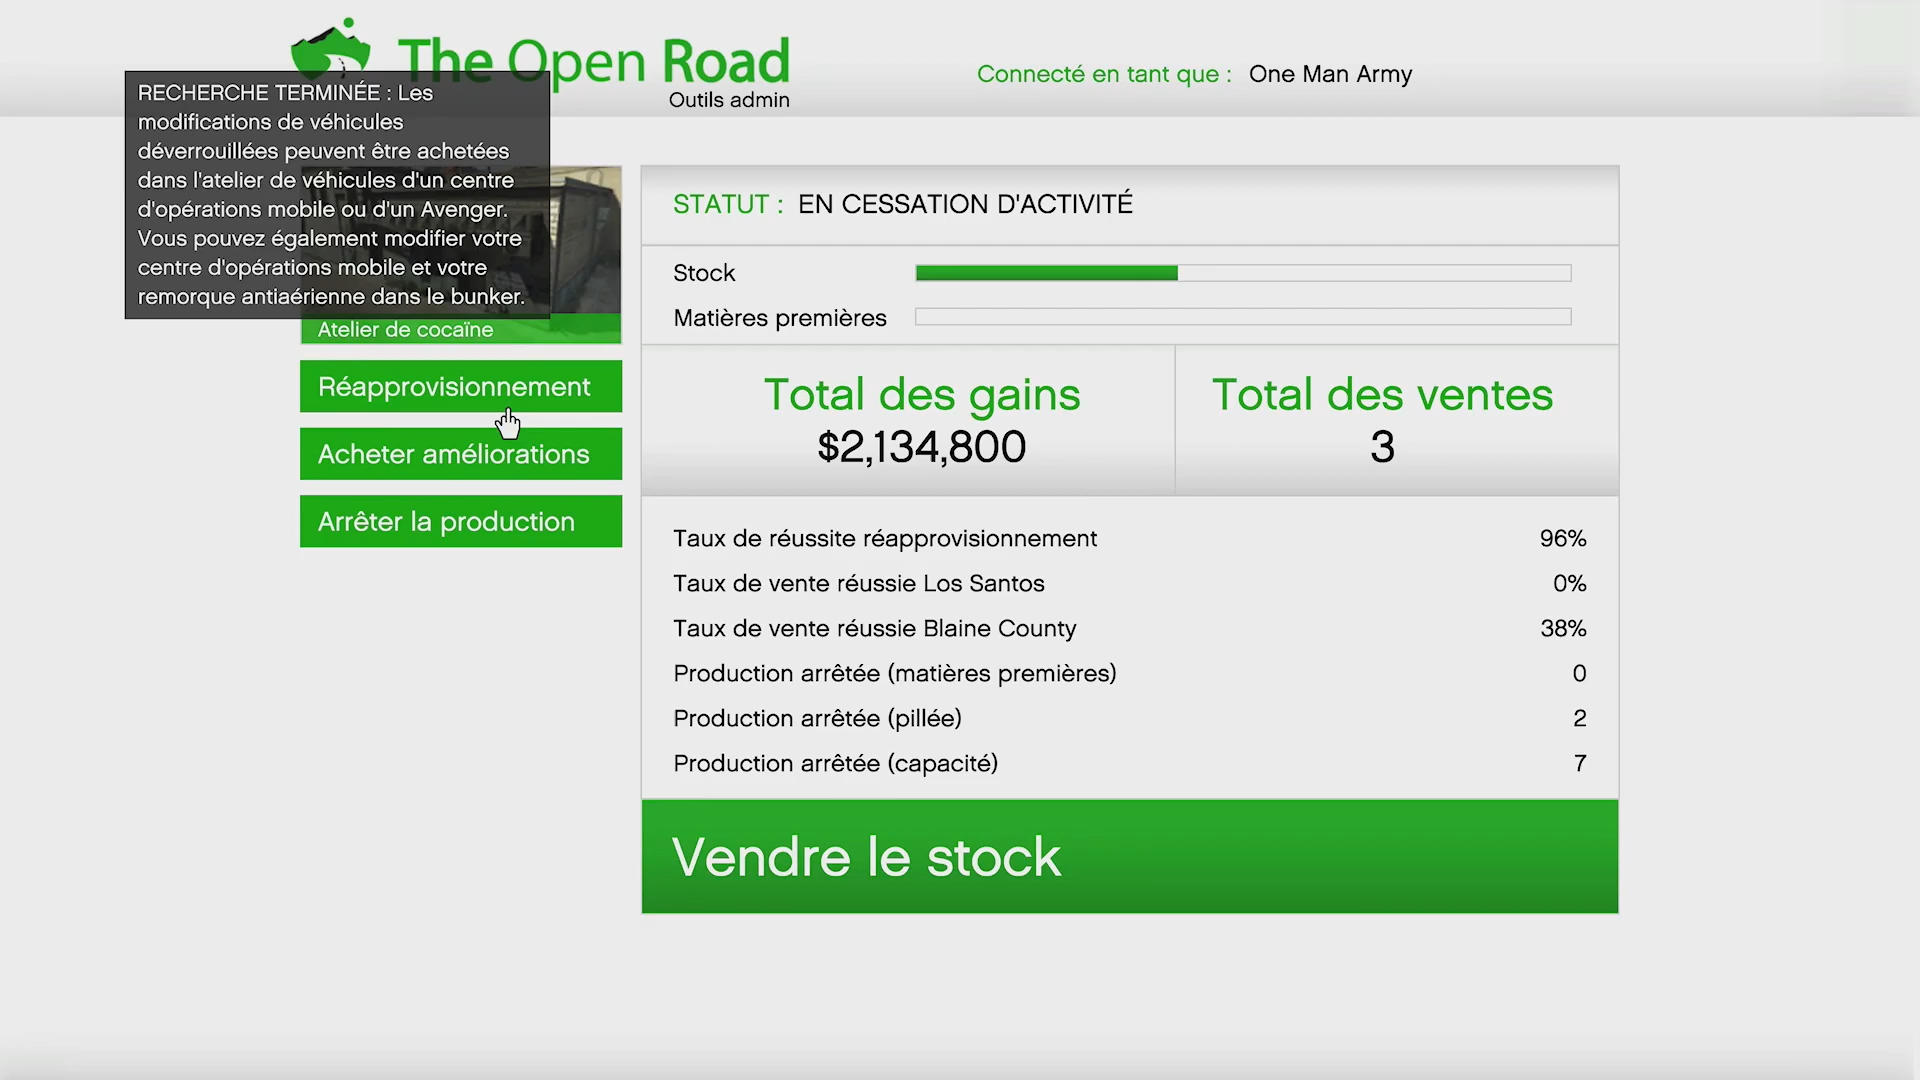 The Open Road
Outils admin
Connecté en tant que : One Man Army
RECHERCHE TERMINÉE : Les
modifications de véhicules
déverrouillées peuvent être achetées
dans l'atelier de véhicules d'un centre
d'opérations mobile ou d'un Avenger.
Vous pouvez également modifier votre
centre d'opérations mobile et votre
remorque antiaérienne dans le bunker.
Atelier de cocaïne
Réapprovisionnement
Acheter améliorations
Arrêter la production
STATUT : EN CESSATION D'ACTIVITÉ
Stock
Matières premières
Total des gains
$2,134,800
Total des ventes
3
Taux de réussite réapprovisionnement 96%
Taux de vente réussie Los Santos 0%
Taux de vente réussie Blaine County 38%
Production arrêtée (matières premières) 0
Production arrêtée (pillée) 2
Production arrêtée (capacité) 7
Vendre le stock